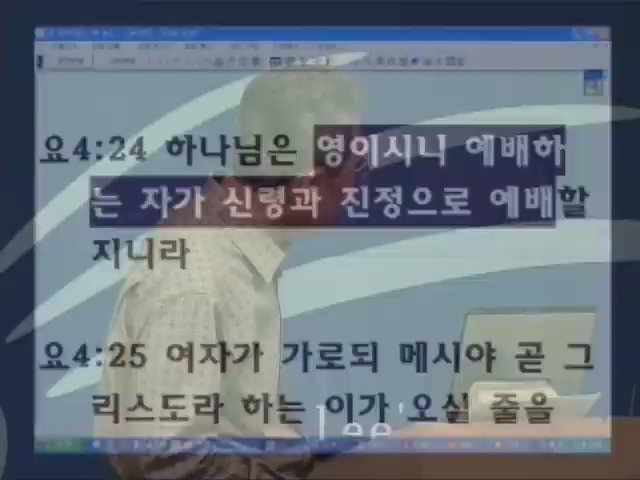 요4:24 하나님은 영이시니 예배하
는 자가 신령과 진정으로 예배할
지니라
요4:25 여자가 가로되 메시야 곧 그
리스도라 하는 이가 오실 줄을
lee'